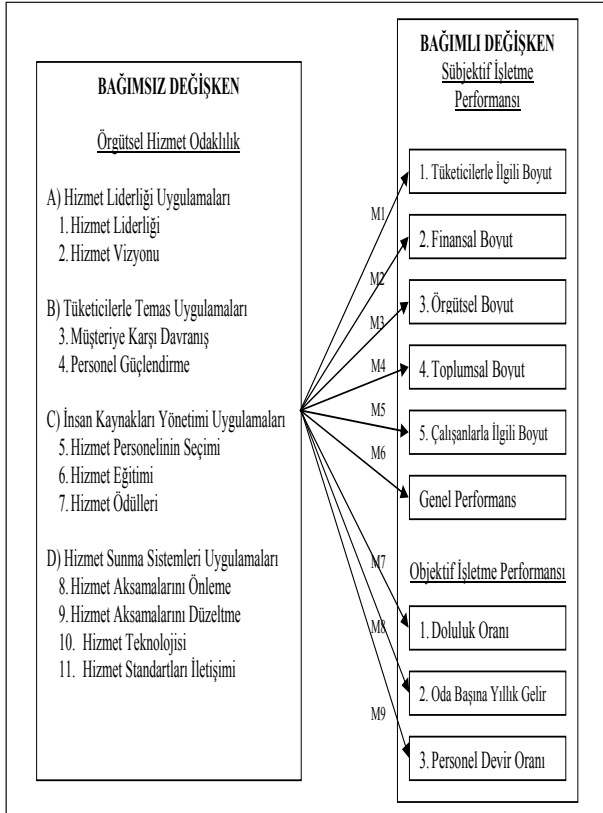 BAĞIMSIZ DEĞİŞKEN
Örgütsel Hizmet Odaklılık
A) Hizmet Liderliği Uygulamaları
1. Hizmet Liderliği
2. Hizmet Vizyonu
B) Tüketicilerle Temas Uygulamaları
3. Müşteriye Karşı Davranış
4. Personel Güçlendirme
C) İnsan Kaynakları Yönetimi Uygulamaları
5. Hizmet Personelinin Seçimi
6. Hizmet Eğitimi
7. Hizmet Ödülleri
D) Hizmet Sunma Sistemleri Uygulamaları
8. Hizmet Aksamalarını Önleme
9. Hizmet Aksamalarını Düzeltme
10. Hizmet Teknolojisi
11. Hizmet Standartları İletişimi
M1
M2
M3
M4
M5
M6
M7
M8
M9
BAĞIMLI DEĞİŞKEN
Sübjektif İşletme
Performansı
1. Tüketicilerle İlgili Boyut
2. Finansal Boyut
3. Örgütsel Boyut
4. Toplumsal Boyut
5. Çalışanlarla İlgili Boyut
Genel Performans
Objektif İşletme Performansı
1. Doluluk Oranı
2. Oda Başına Yıllık Gelir
3. Personel Devir Oranı